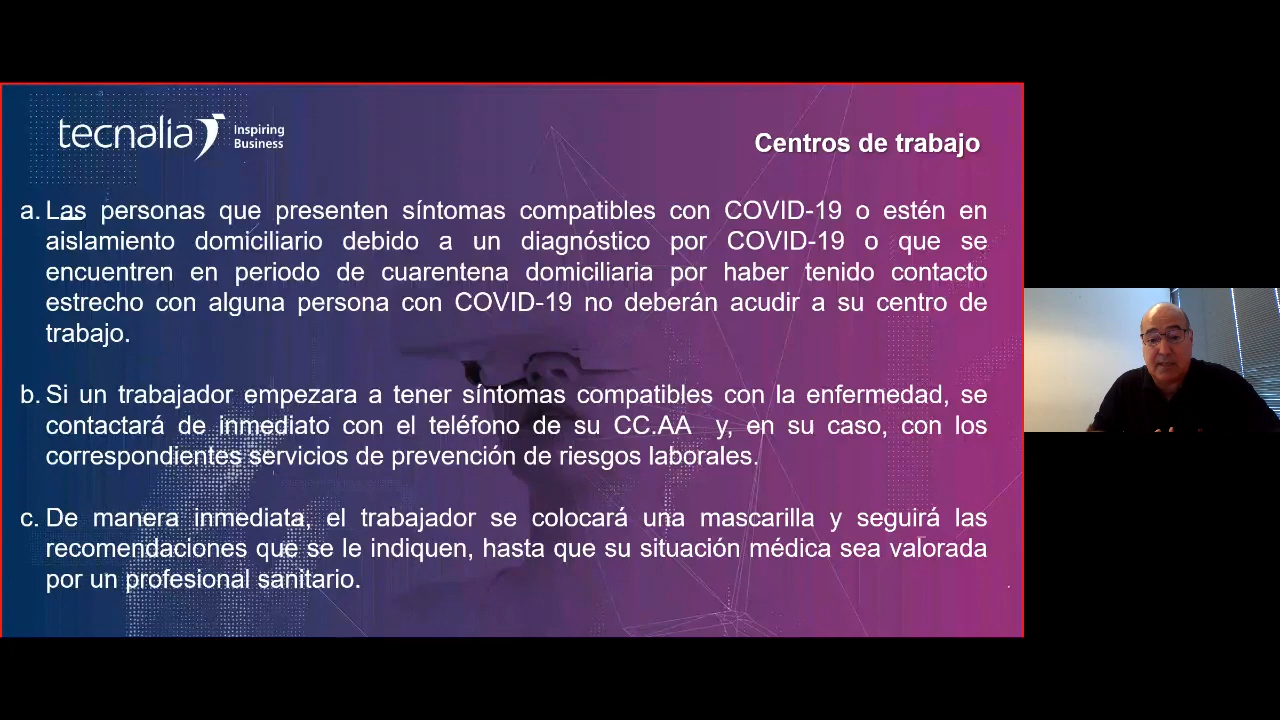 tecnalia Inspiring Business
Centros de trabajo
a. Las personas que presenten síntomas compatibles con COVID-19 o estén en
aislamiento domiciliario debido a un diagnóstico por COVID-19 o que se
encuentren en periodo de cuarentena domiciliaria por haber tenido contacto
estrecho con alguna persona con COVID-19 no deberán acudir a su centro de
trabajo.
b. Si un trabajador empezara a tener síntomas compatibles con la enfermedad, se
contactará de inmediato con el teléfono de su CC.AA y, en su caso, con los
correspondientes servicios de prevención de riesgos laborales.
c. De manera inmediata, el trabajador se colocará una mascarilla y seguirá las
recomendaciones que se le indiquen, hasta que su situación médica sea valorada
por un profesional sanitario.